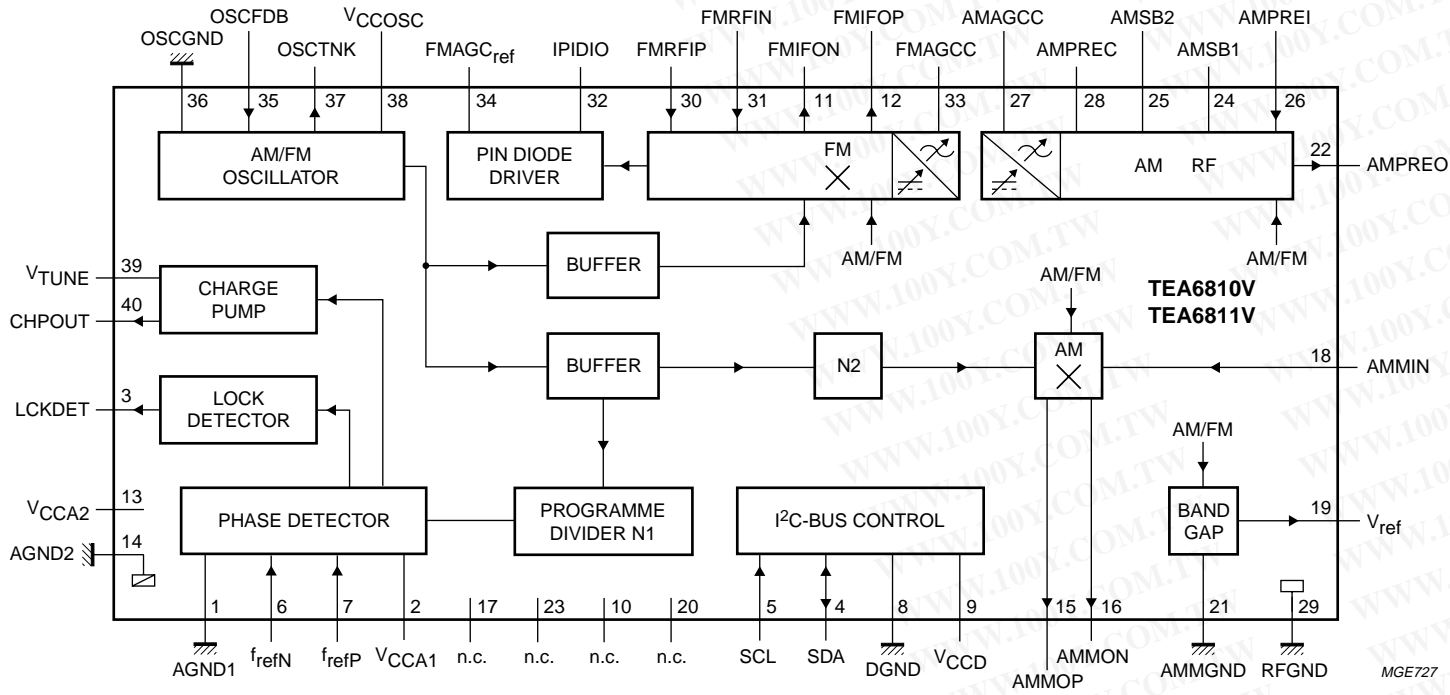 OSCGND
OSCFDB
OSCTNK
VCCOSC
FMAGCref
IPIDIO
FMRFIP
FMRFIN
FMIFON
FMIFOP
FMAGCC
AMAGCC
AMPREC
AMSB2
AMSB1
AMPREI
36 35 37 38 34 32 30 31 11 12 33 27 28 25 24 26
AM/FM
OSCILLATOR
PIN DIODE
DRIVER
FM
AM RF
22 AMPREO
AM/FM
AM/FM
VTUNE 39
CHPOUT 40
CHARGE
PUMP
BUFFER
AM/FM
TEA6810V
TEA6811V
BUFFER
N2
AM
18 AMMIN
LCKDET 3
LOCK
DETECTOR
AM/FM
VCCA2 13
AGND2 14
PHASE DETECTOR
PROGRAMME
DIVIDER N1
I²C-BUS CONTROL
BAND
GAP
19 Vref
1 6 7 2 17 23 10 20 5 4 8 9 15 16 21 29
AGND1
frefN
frefP
VCCA1
n.c.
n.c.
n.c.
n.c.
SCL
SDA
DGND
VCCD
AMMOP
AMMON
AMMGND
RFGND
MGE727
WWW.100Y.COM.TW